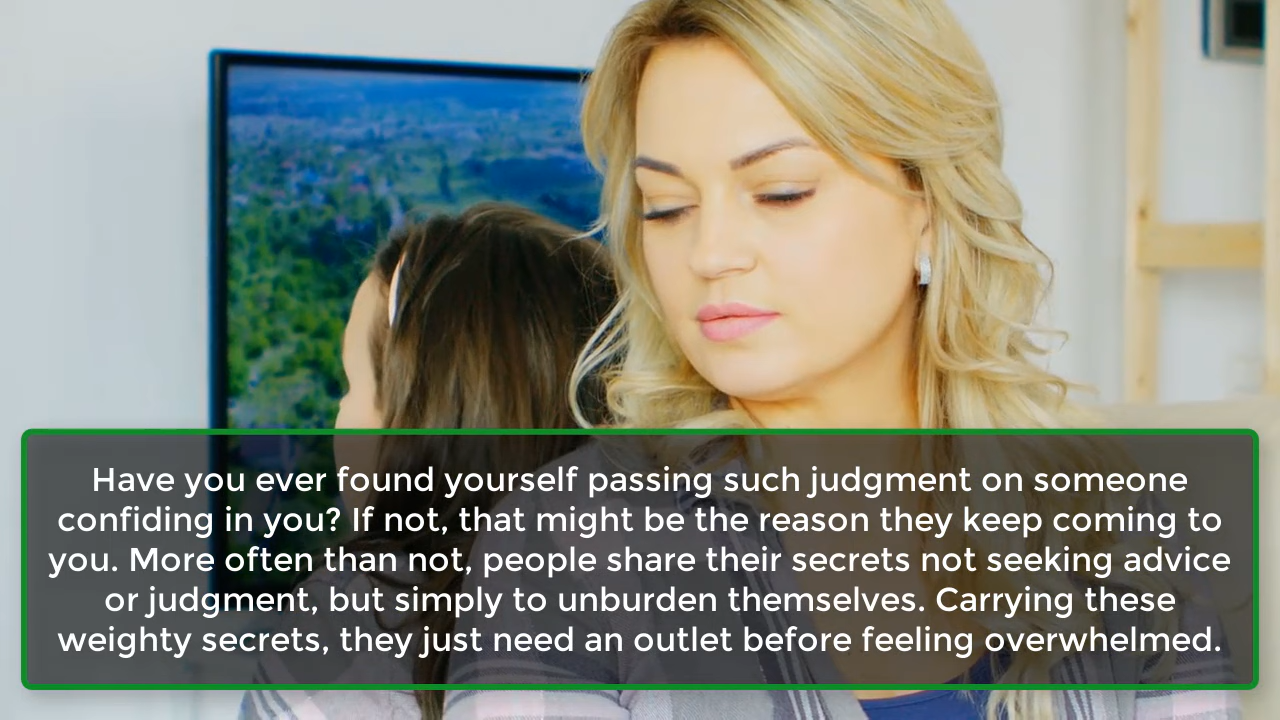 Have you ever found yourself passing such judgment on someone
confiding in you? If not, that might be the reason they keep coming to
you. More often than not, people share their secrets not seeking advice
or judgment, but simply to unburden themselves. Carrying these
weighty secrets, they just need an outlet before feeling overwhelmed.